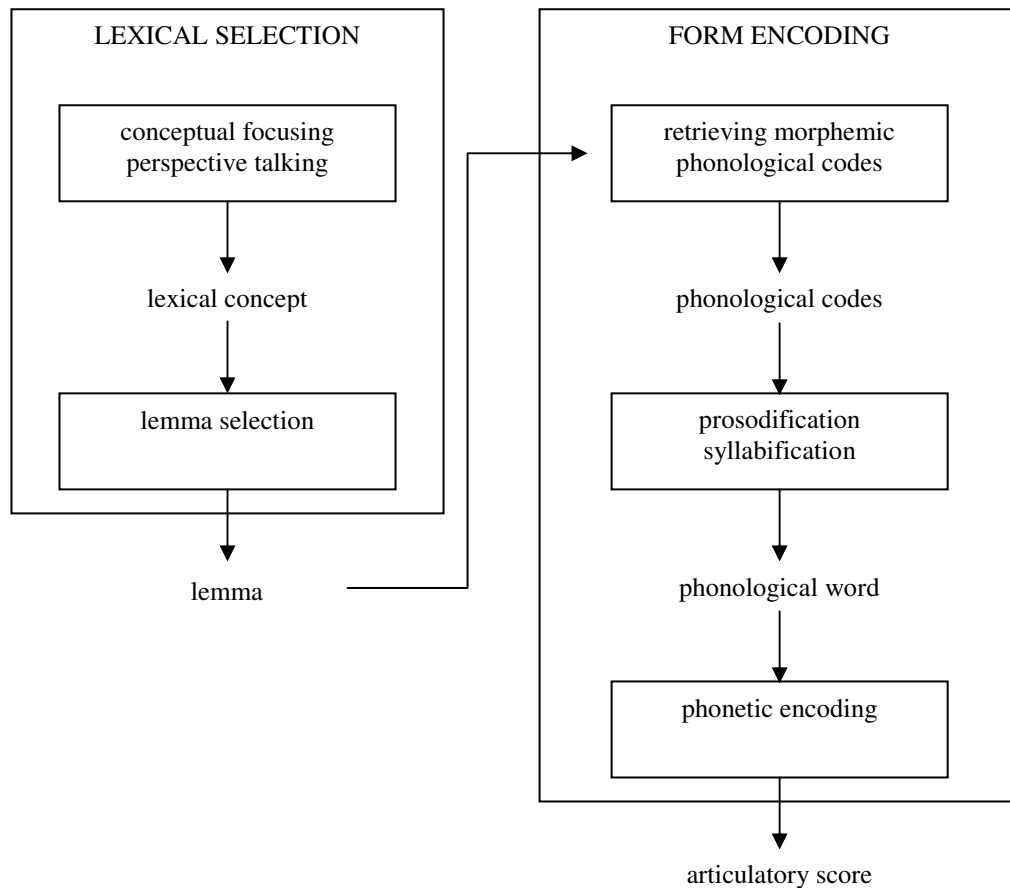 LEXICAL SELECTION
conceptual focusing
perspective talking
lexical concept
lemma selection
lemma
FORM ENCODING
retrieving morphemic
phonological codes
phonological codes
prosodification
syllabification
phonological word
phonetic encoding
articulatory score